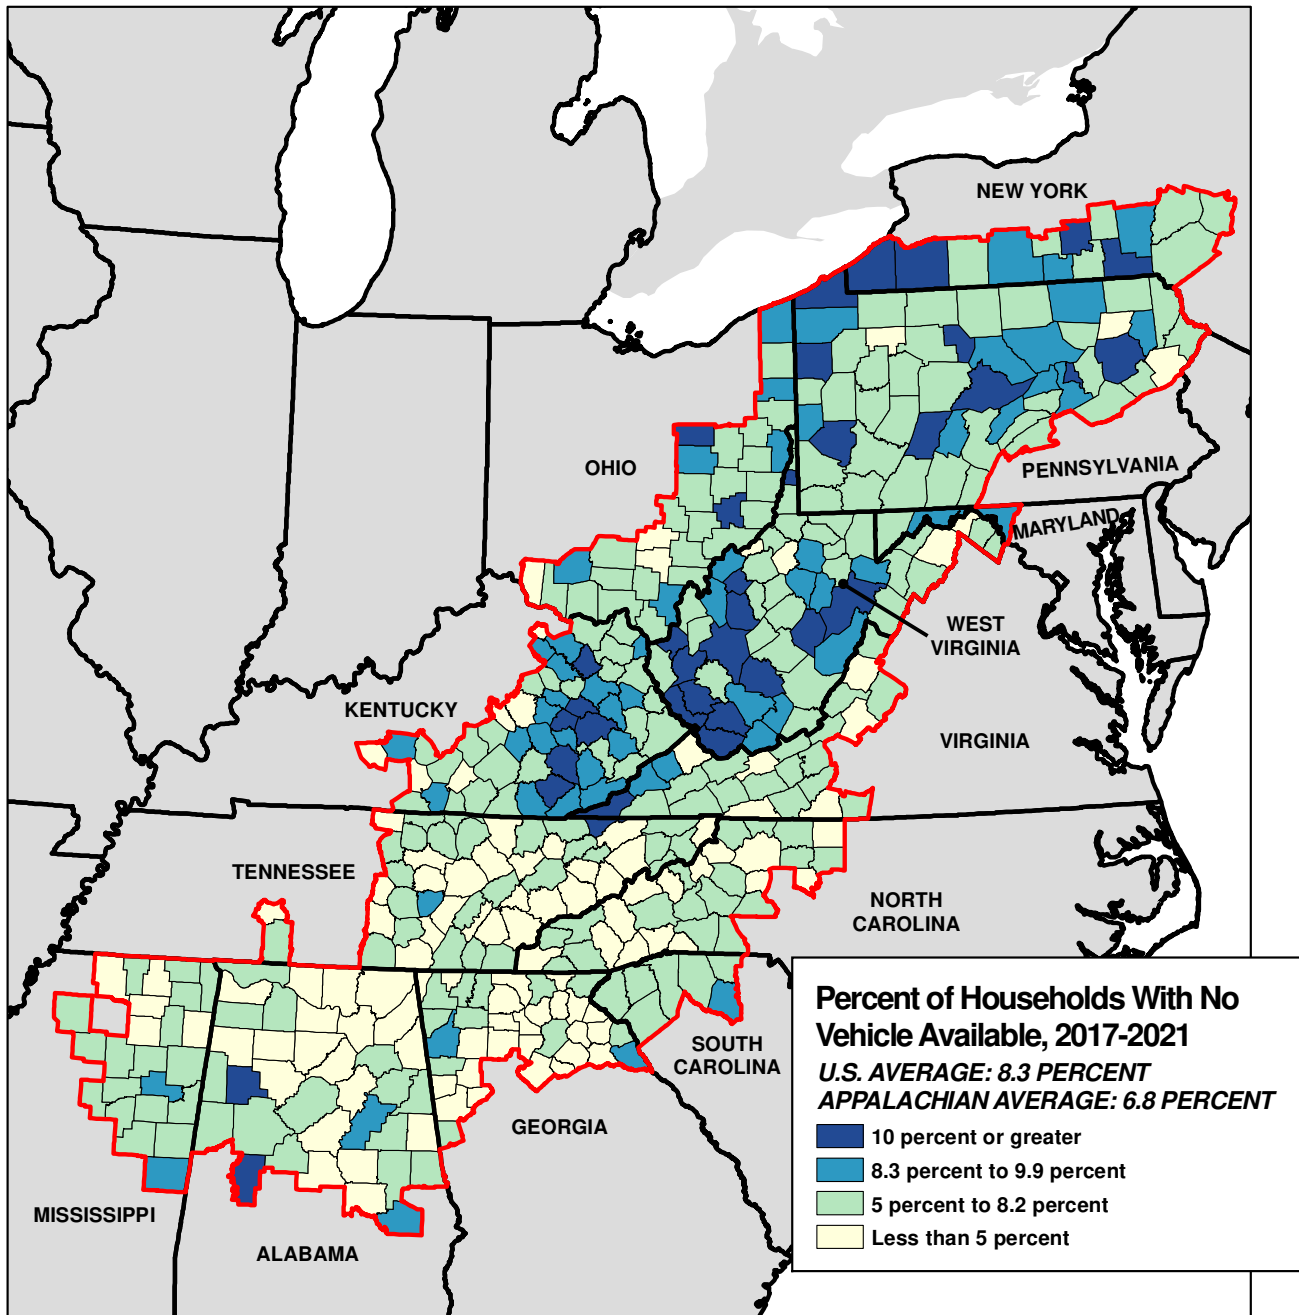 NEW YORK
OHIO
PENNSYLVANIA
MARYLAND
WEST
VIRGINIA
KENTUCKY
VIRGINIA
TENNESSEE
NORTH
CAROLINA
SOUTH
CAROLINA
GEORGIA
MISSISSIPPI
ALABAMA
Percent of Households With No
Vehicle Available, 2017-2021
U.S. AVERAGE: 8.3 PERCENT
APPALACHIAN AVERAGE: 6.8 PERCENT
10 percent or greater
8.3 percent to 9.9 percent
5 percent to 8.2 percent
Less than 5 percent